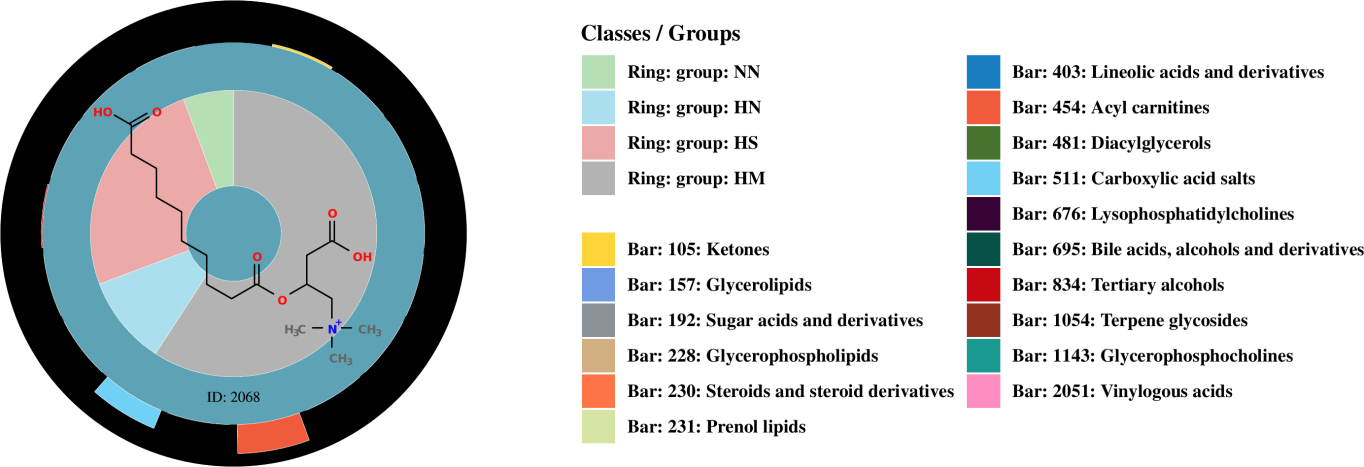 HO
O
O
OH
O
O
H₃C
N⁺
CH₃
CH₃
ID: 2068
Classes / Groups
Ring: group: NN
Ring: group: HN
Ring: group: HS
Ring: group: HM
Bar: 105: Ketones
Bar: 157: Glycerolipids
Bar: 192: Sugar acids and derivatives
Bar: 228: Glycerophospholipids
Bar: 230: Steroids and steroid derivatives
Bar: 231: Prenol lipids
Bar: 403: Lineolic acids and derivatives
Bar: 454: Acyl carnitines
Bar: 481: Diacylglycerols
Bar: 511: Carboxylic acid salts
Bar: 676: Lysophosphatidylcholines
Bar: 695: Bile acids, alcohols and derivatives
Bar: 834: Tertiary alcohols
Bar: 1054: Terpene glycosides
Bar: 1143: Glycerophosphocholines
Bar: 2051: Vinylogous acids